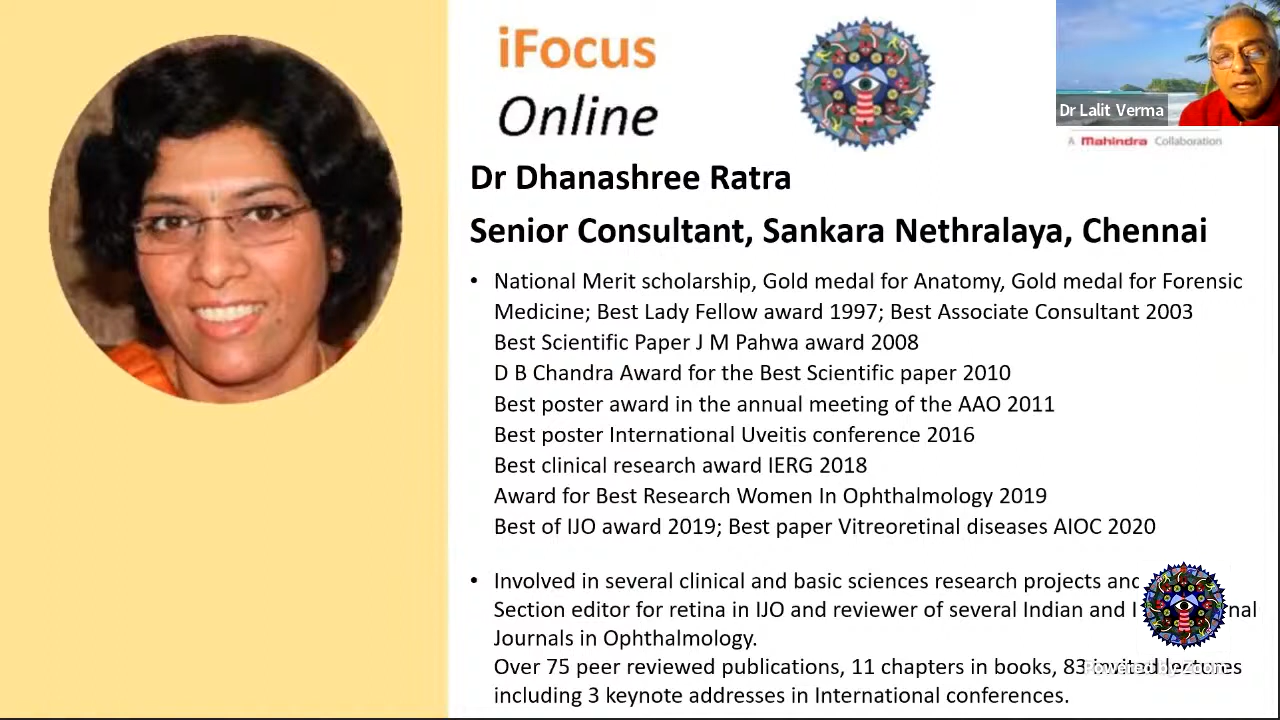 iFocus
Online
Dr Lalit Verma
A Mahindra Collaboration
Dr Dhanashree Ratra
Senior Consultant, Sankara Nethralaya, Chennai
• National Merit scholarship, Gold medal for Anatomy, Gold medal for Forensic
Medicine; Best Lady Fellow award 1997; Best Associate Consultant 2003
Best Scientific Paper J M Pahwa award 2008
D B Chandra Award for the Best Scientific paper 2010
Best poster award in the annual meeting of the AAO 2011
Best poster International Uveitis conference 2016
Best clinical research award IERG 2018
Award for Best Research Women In Ophthalmology 2019
Best of IJO award 2019; Best paper Vitreoretinal diseases AIOC 2020
• Involved in several clinical and basic sciences research projects and
Section editor for retina in IJO and reviewer of several Indian and
Journals in Ophthalmology.
Over 75 peer reviewed publications, 11 chapters in books, 83 invited lectures
Powered by Zoom
including 3 keynote addresses in International conferences.